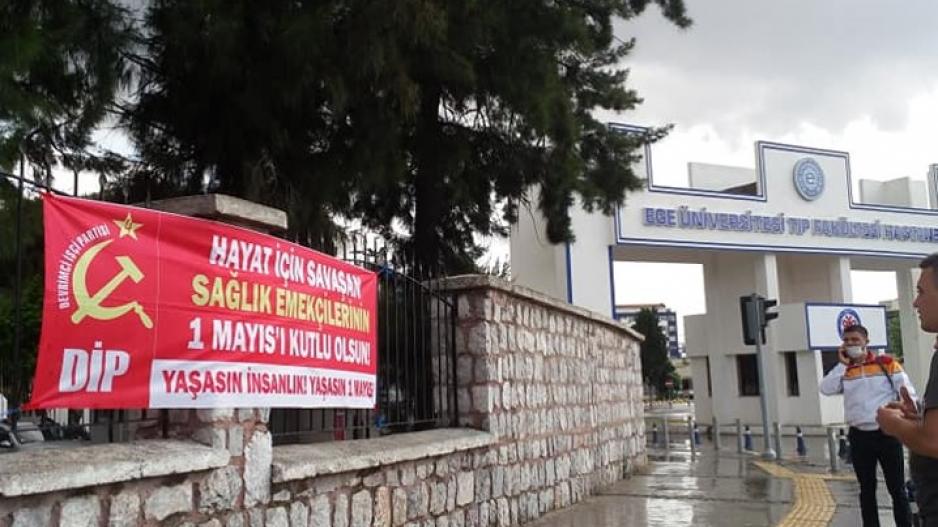 DEVRİMCİ İŞÇİ PARTİSİ
DİP
HAYAT İÇİN SAVAŞAN
SAĞLIK EMEKÇİLERİNİN
1 MAYIS'I KUTLU OLSUN!
YAŞASIN İNSANLIK! YAŞASIN 1 MAYIS!
EGE ÜNİVERSİTESİ TIP FAKÜLTESİ HASTANE